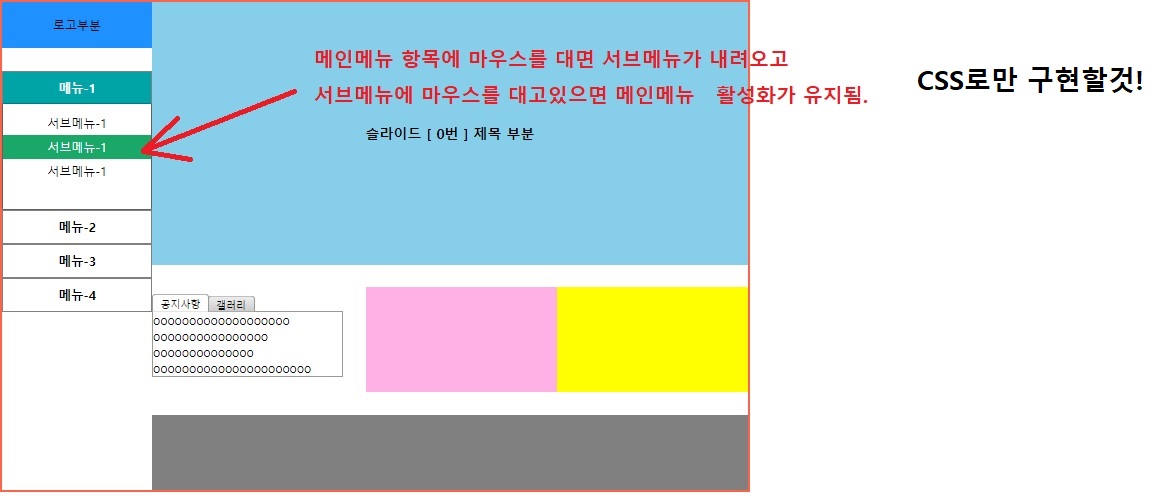 로고부분
메인메뉴 항목에 마우스를 대면 서브메뉴가 내려오고
서브메뉴에 마우스를 대고있으면 메인메뉴 활성화가 유지됨.
CSS로만 구현할것!
메뉴-1
서브메뉴-1
서브메뉴-1
서브메뉴-1
슬라이드 [ 0번 ] 제목 부분
메뉴-2
메뉴-3
메뉴-4
공지사항 갤러리
ooooooooooooooooooo
oooooooooooooooo
oooooooooooooo
oooooooooooooooooooooo